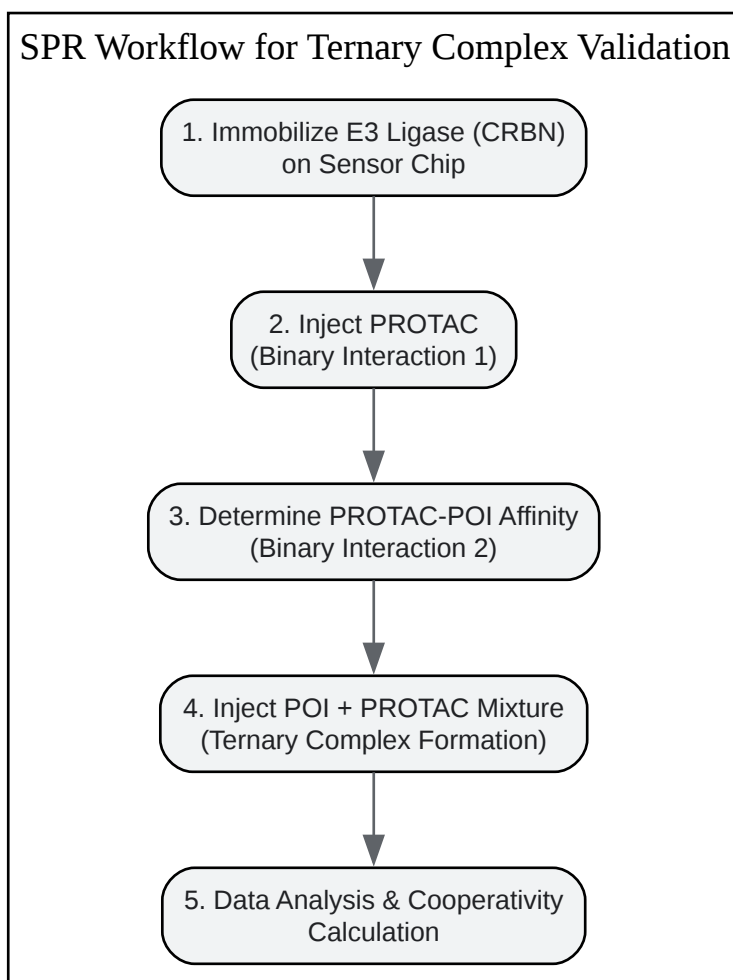 SPR Workflow for Ternary Complex Validation
1. Immobilize E3 Ligase (CRBN)
on Sensor Chip
2. Inject PROTAC
(Binary Interaction 1)
3. Determine PROTAC-POI Affinity
(Binary Interaction 2)
4. Inject POI + PROTAC Mixture
(Ternary Complex Formation)
5. Data Analysis & Cooperativity
Calculation